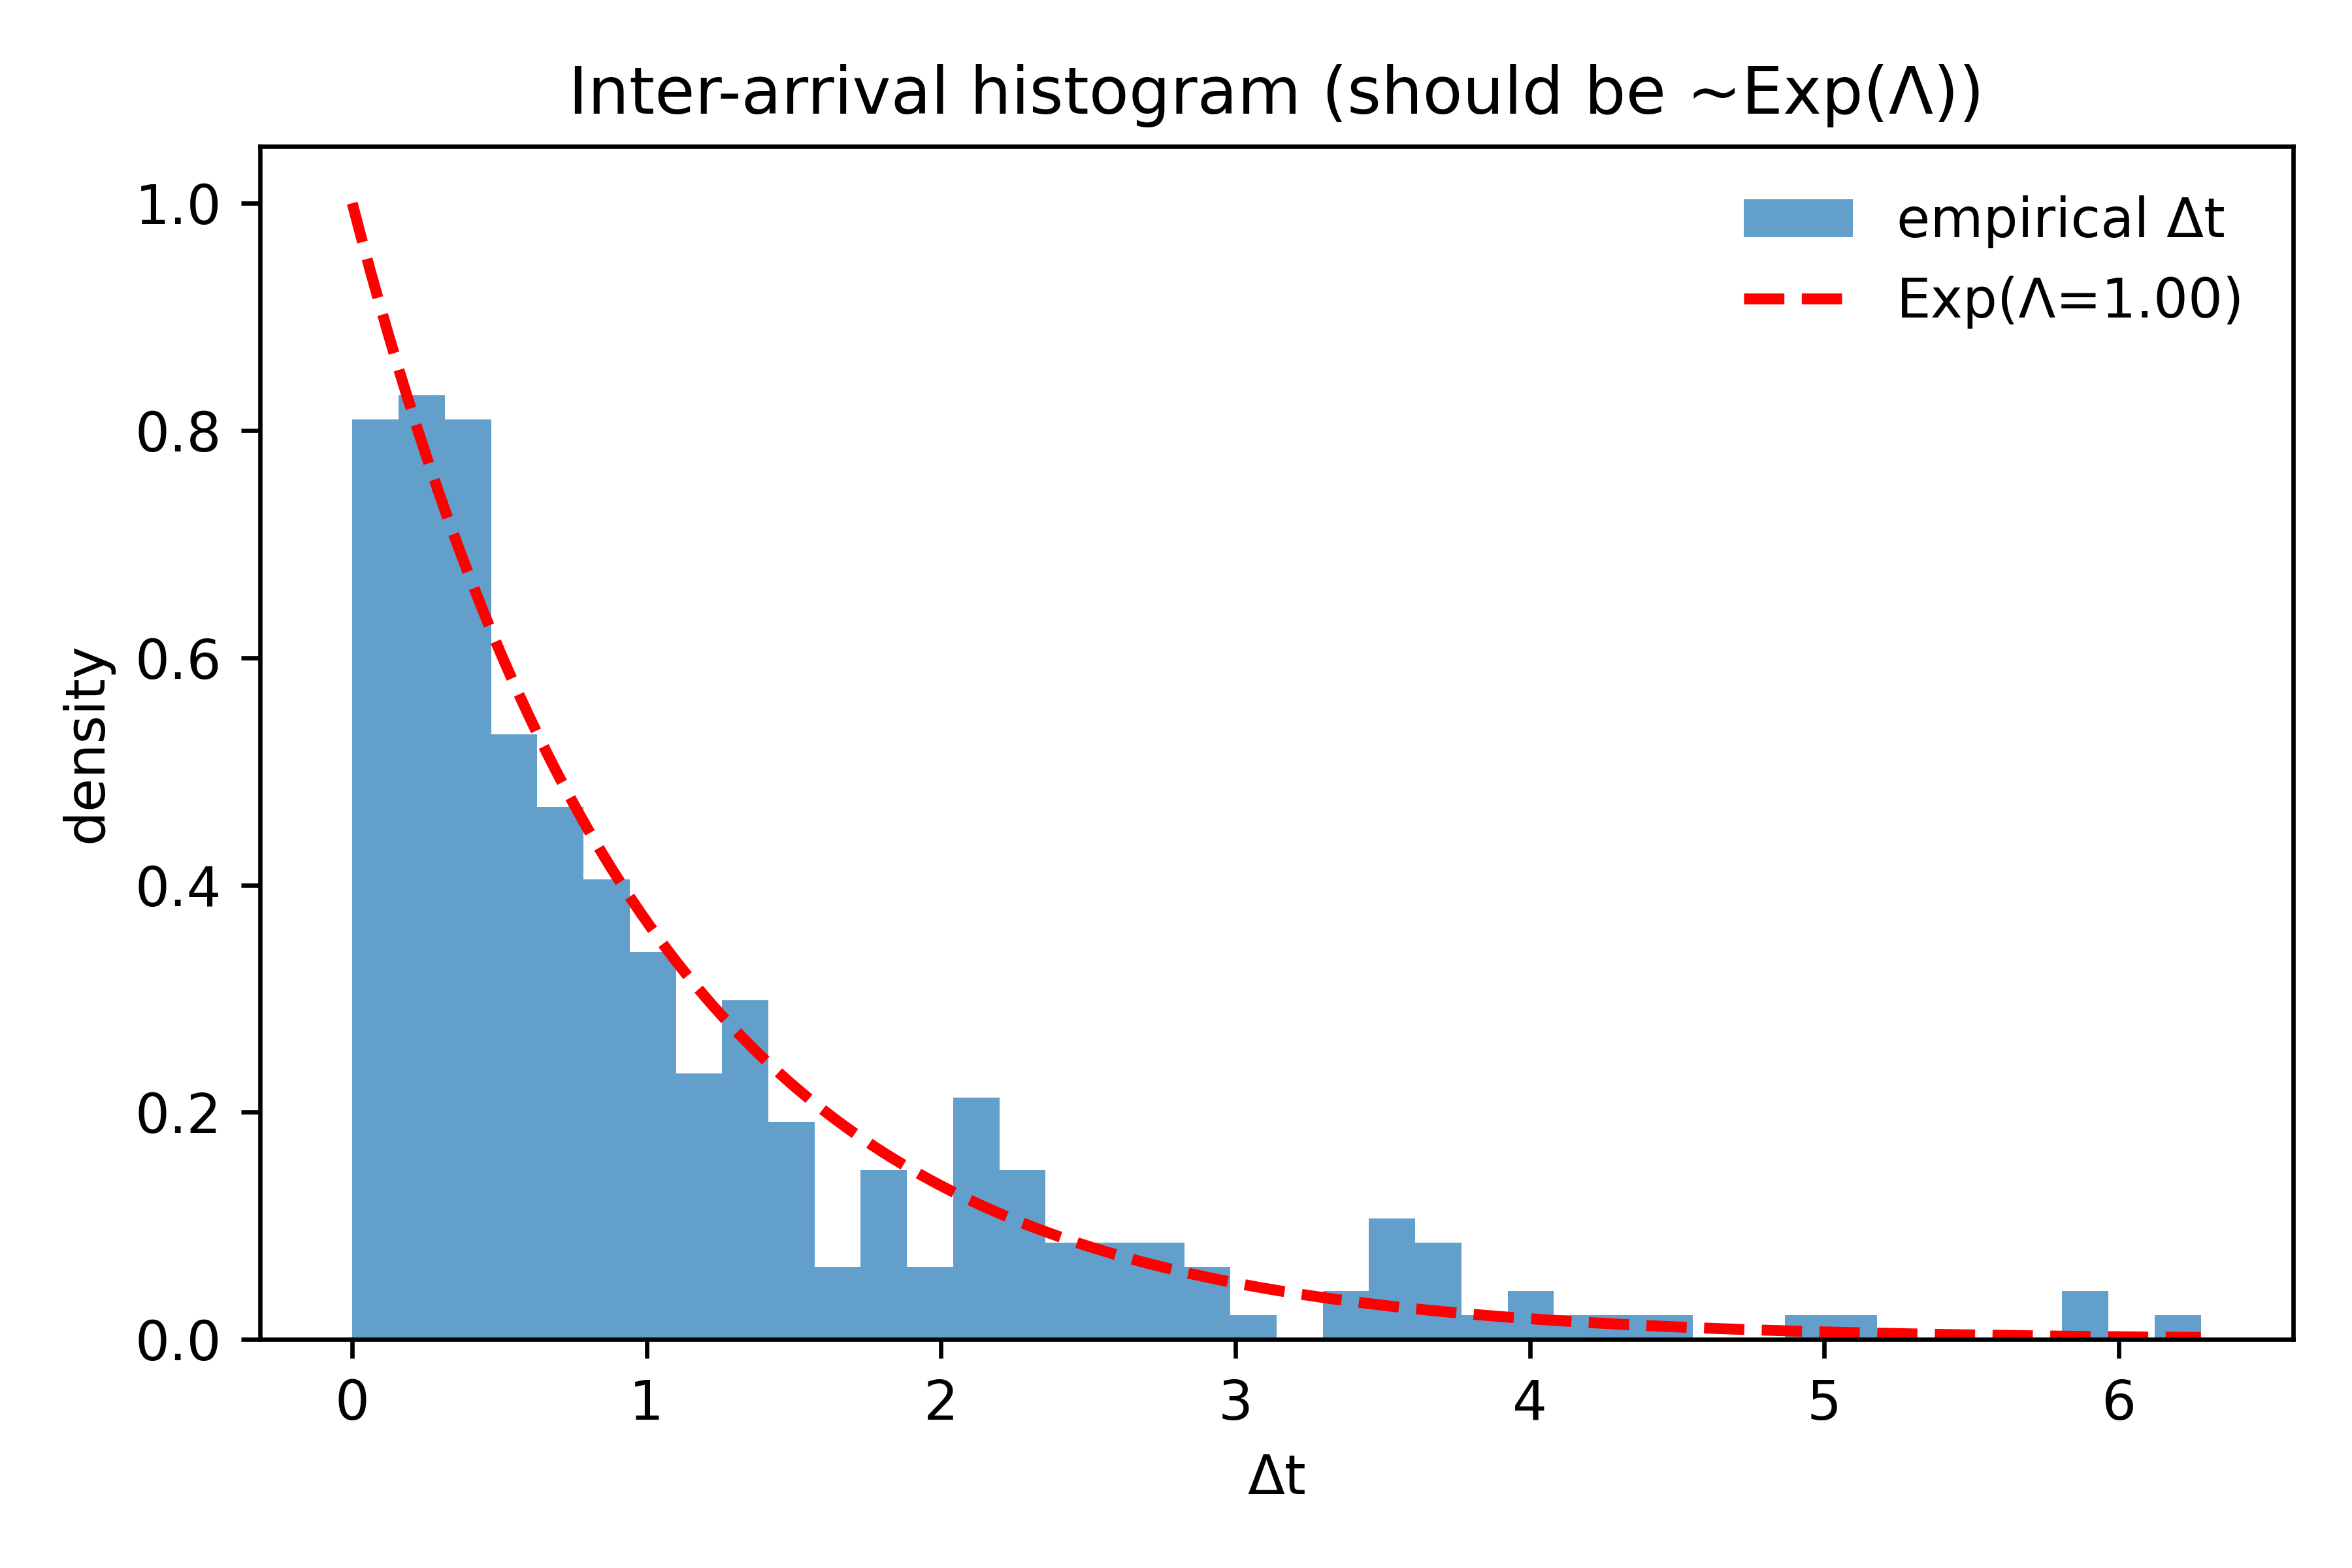 Inter-arrival histogram (should be ~Exp(Λ))
empirical Δt
Exp(Λ=1.00)
density
1.0
0.8
0.6
0.4
0.2
0.0
0 1 2 3 4 5 6
Δt